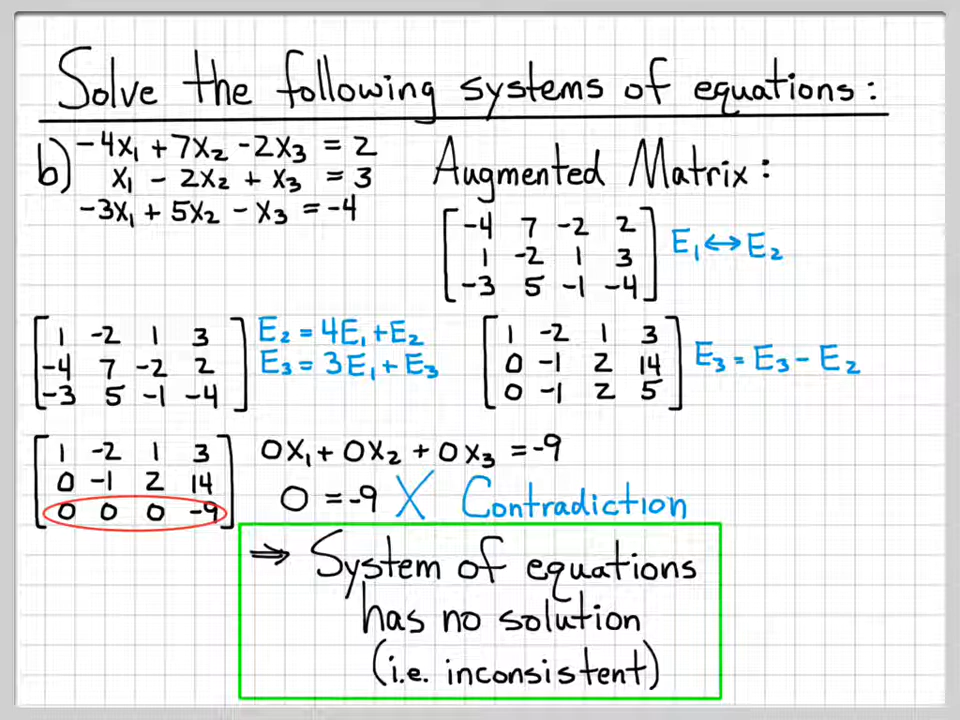 Solve the following systems of equations:
b) -4x₁ + 7x₂ - 2x₃ = 2
x₁ - 2x₂ + x₃ = 3
-3x₁ + 5x₂ - x₃ = -4
Augmented Matrix:
-4 7 -2 2
1 -2 1 3
-3 5 -1 -4
E₁ ↔ E₂
1 -2 1 3
-4 7 -2 2
-3 5 -1 -4
E₂ = 4E₁ + E₂
E₃ = 3E₁ + E₃
1 -2 1 3
0 -1 2 14
0 -1 2 5
E₃ = E₃ - E₂
1 -2 1 3
0 -1 2 14
0 0 0 -9
0x₁ + 0x₂ + 0x₃ = -9
0 = -9 X Contradiction
⇒ System of equations
has no solution
(i.e. inconsistent)